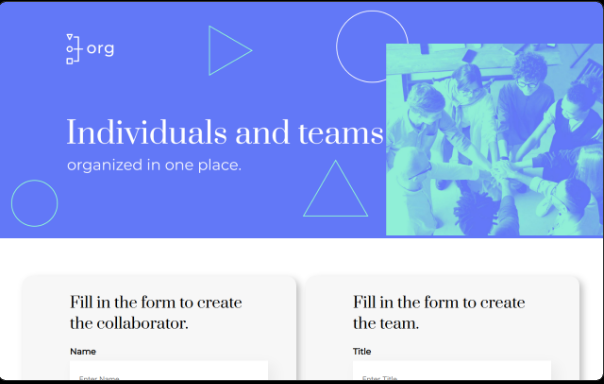 org
Individuals and teams
organized in one place.
Fill in the form to create
the collaborator.
Name
Enter Name
Fill in the form to create
the team.
Title
Enter Title